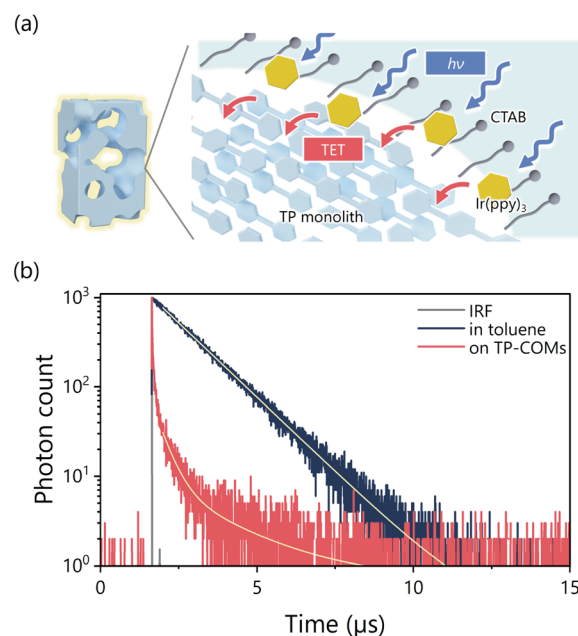 (a)
hν
CTAB
TET
Ir(ppy)₃
TP monolith
(b)
10³
10²
10¹
10⁰
Photon count
IRF
in toluene
on TP-COMs
0
5
10
15
Time (μs)